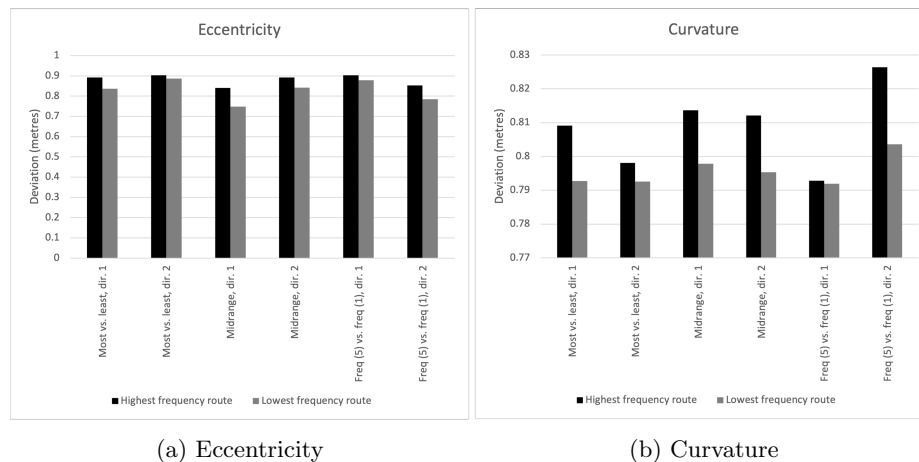 Eccentricity
Deviation (metres)
1
0.9
0.8
0.7
0.6
0.5
0.4
0.3
0.2
0.1
0
Most vs. least, dir. 1
Most vs. least, dir. 2
Midrange, dir. 1
Midrange, dir. 2
Freq (5) vs. freq (1), dir. 1
Freq (5) vs. freq (1), dir. 2
Highest frequency route
Lowest frequency route
Curvature
Deviation (metres)
0.83
0.82
0.81
0.8
0.79
0.78
0.77
Most vs. least, dir. 1
Most vs. least, dir. 2
Midrange, dir. 1
Midrange, dir. 2
Freq (5) vs. freq (1), dir. 1
Freq (5) vs. freq (1), dir. 2
Highest frequency route
Lowest frequency route
(a) Eccentricity
(b) Curvature